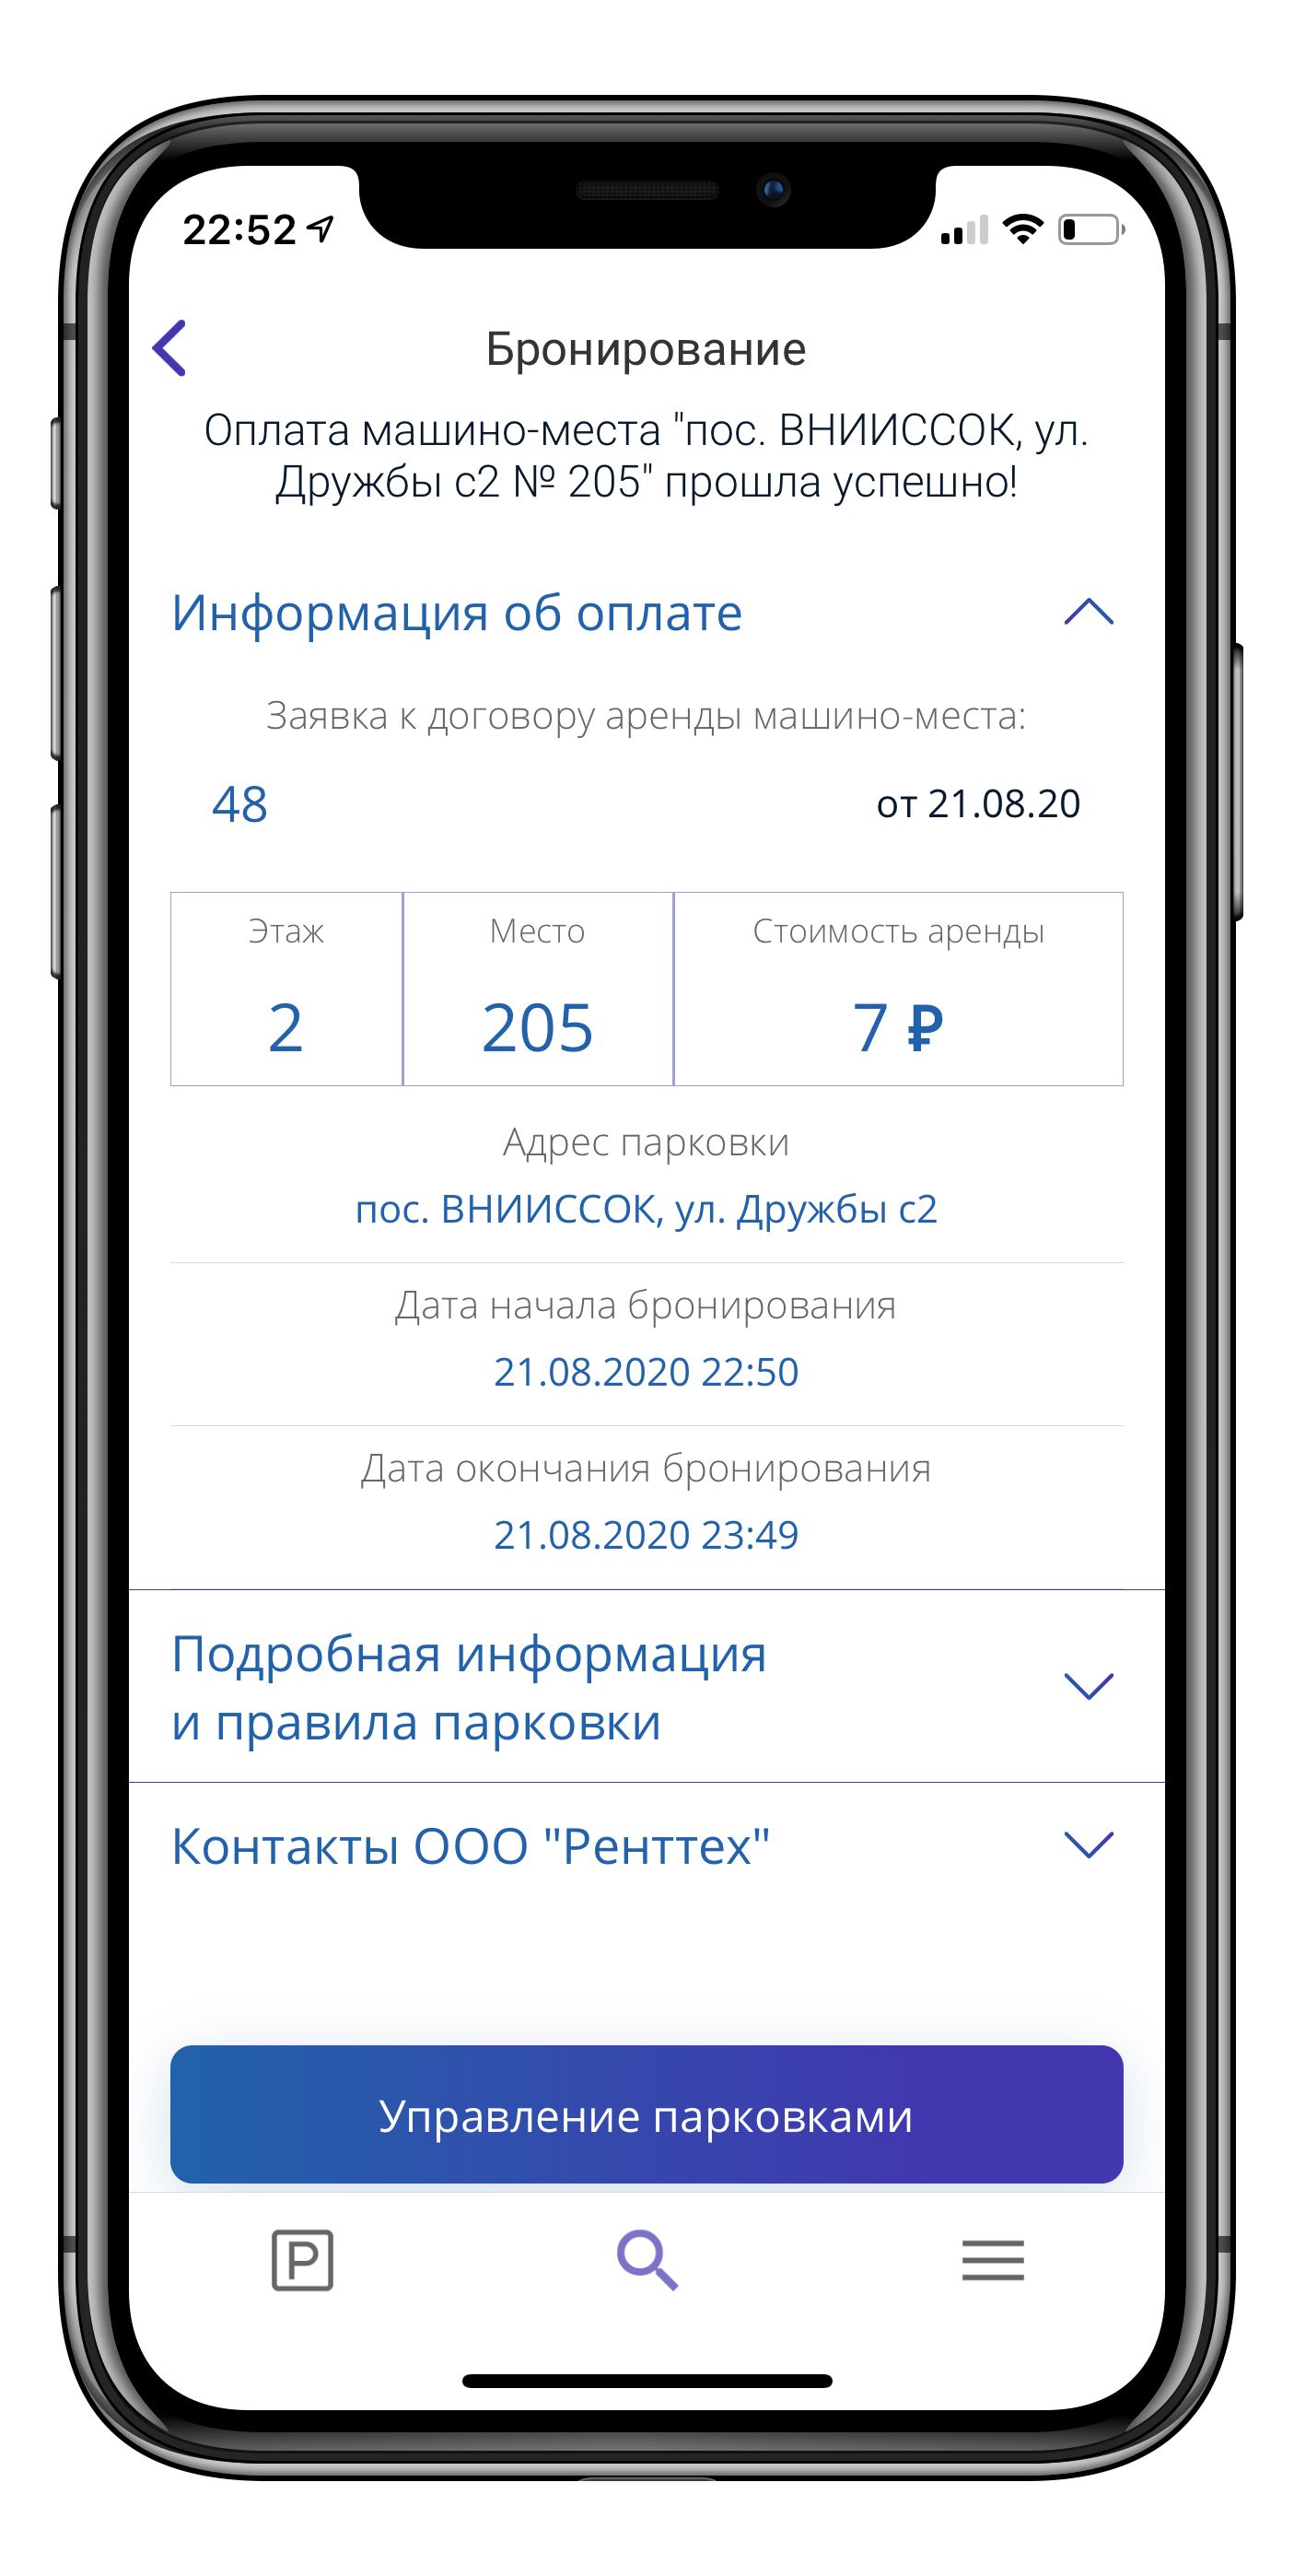 22:52
Бронирование
Оплата машино-места "пос. ВНИИССОК, ул.
Дружбы с2 № 205" прошла успешно!
Информация об оплате
Заявка к договору аренды машино-места:
48 от 21.08.20
Этаж Место Стоимость аренды
2 205 7 ₽
Адрес парковки
пос. ВНИИССОК, ул. Дружбы с2
Дата начала бронирования
21.08.2020 22:50
Дата окончания бронирования
21.08.2020 23:49
Подробная информация
и правила парковки
Контакты ООО "Ренттех"
Управление парковками
P